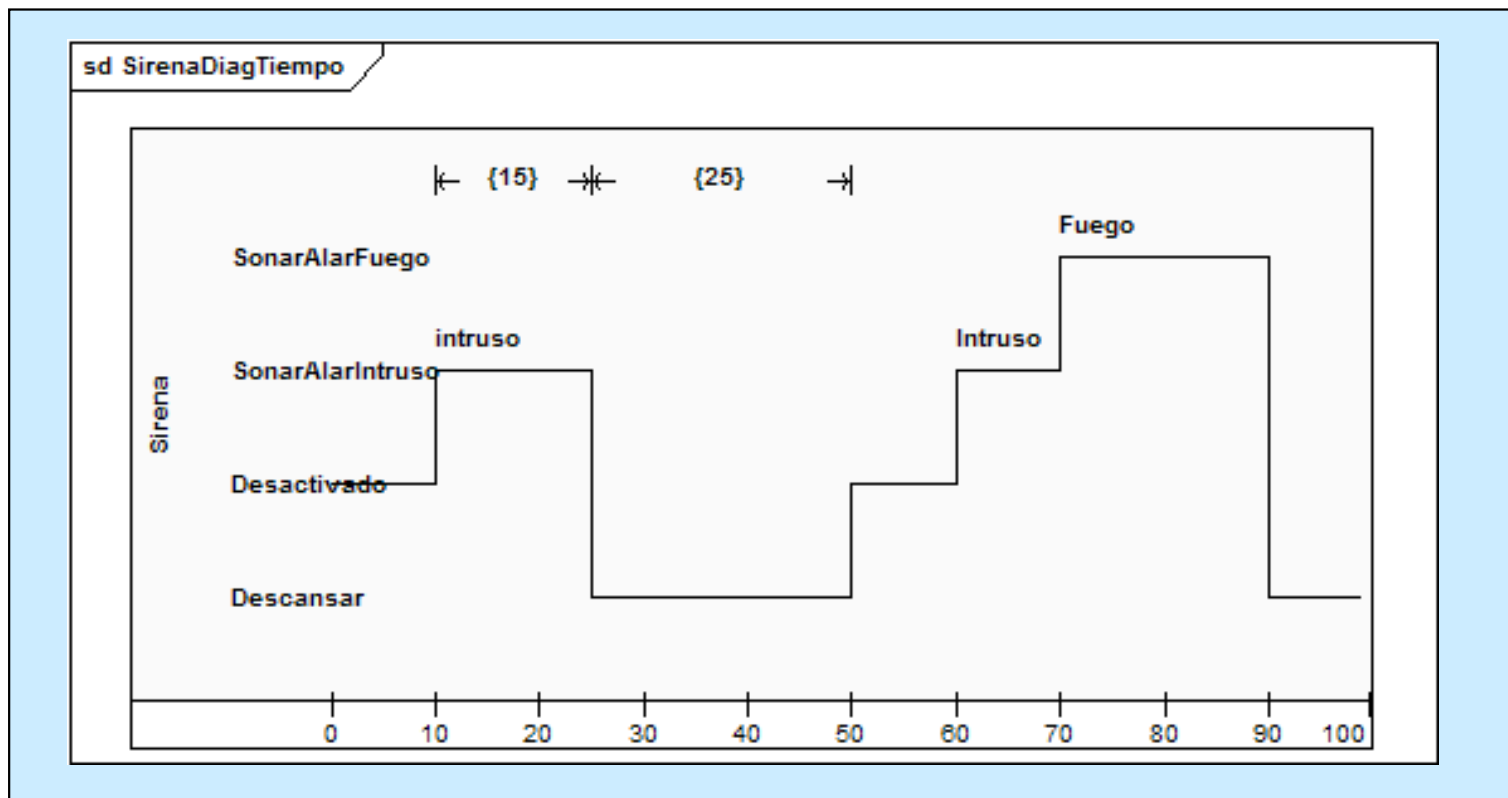 sd SirenaDiagTiempo
{15} {25}
Fuego
SonarAlarFuego
intruso Intruso
SonarAlarIntruso
Sirena
Desactivado
Descansar
0 10 20 30 40 50 60 70 80 90 100